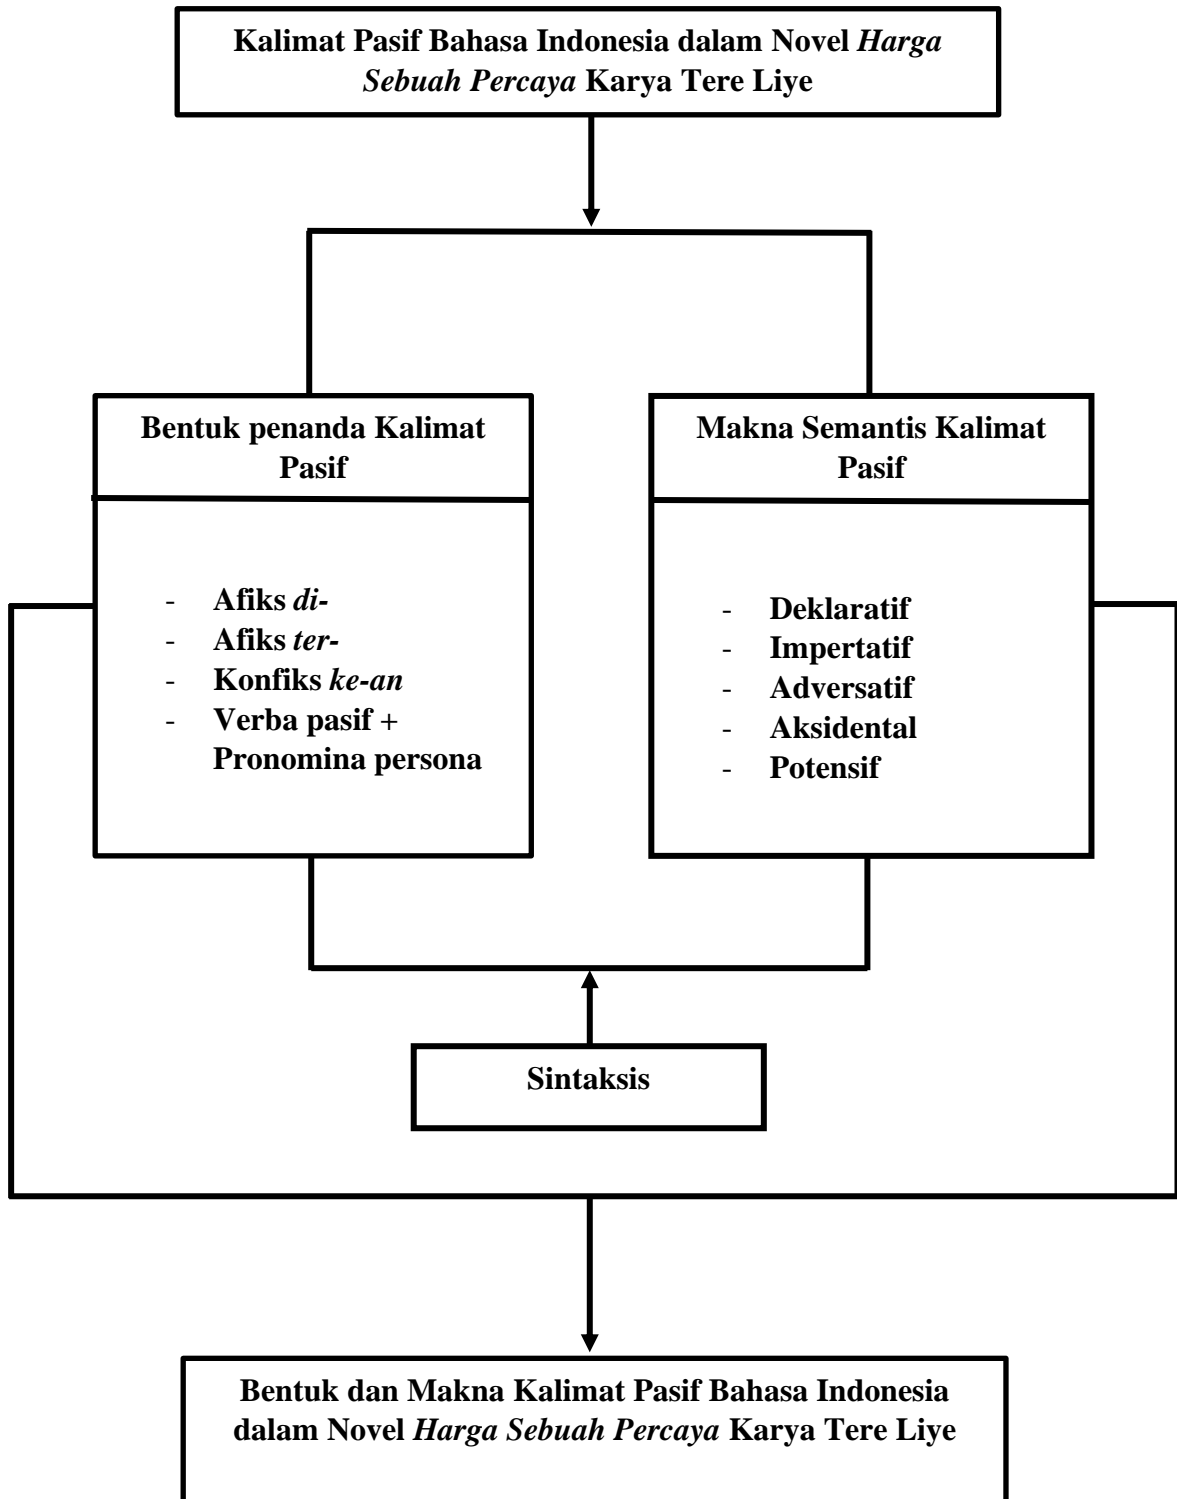 Kalimat Pasif Bahasa Indonesia dalam Novel Harga
Sebuah Percaya Karya Tere Liye
Bentuk penanda Kalimat
Pasif
- Afiks di-
- Afiks ter-
- Konfiks ke-an
- Verba pasif +
Pronomina persona
Makna Semantis Kalimat
Pasif
- Deklaratif
- Impertatif
- Adversatif
- Aksidental
- Potensif
Sintaksis
Bentuk dan Makna Kalimat Pasif Bahasa Indonesia
dalam Novel Harga Sebuah Percaya Karya Tere Liye